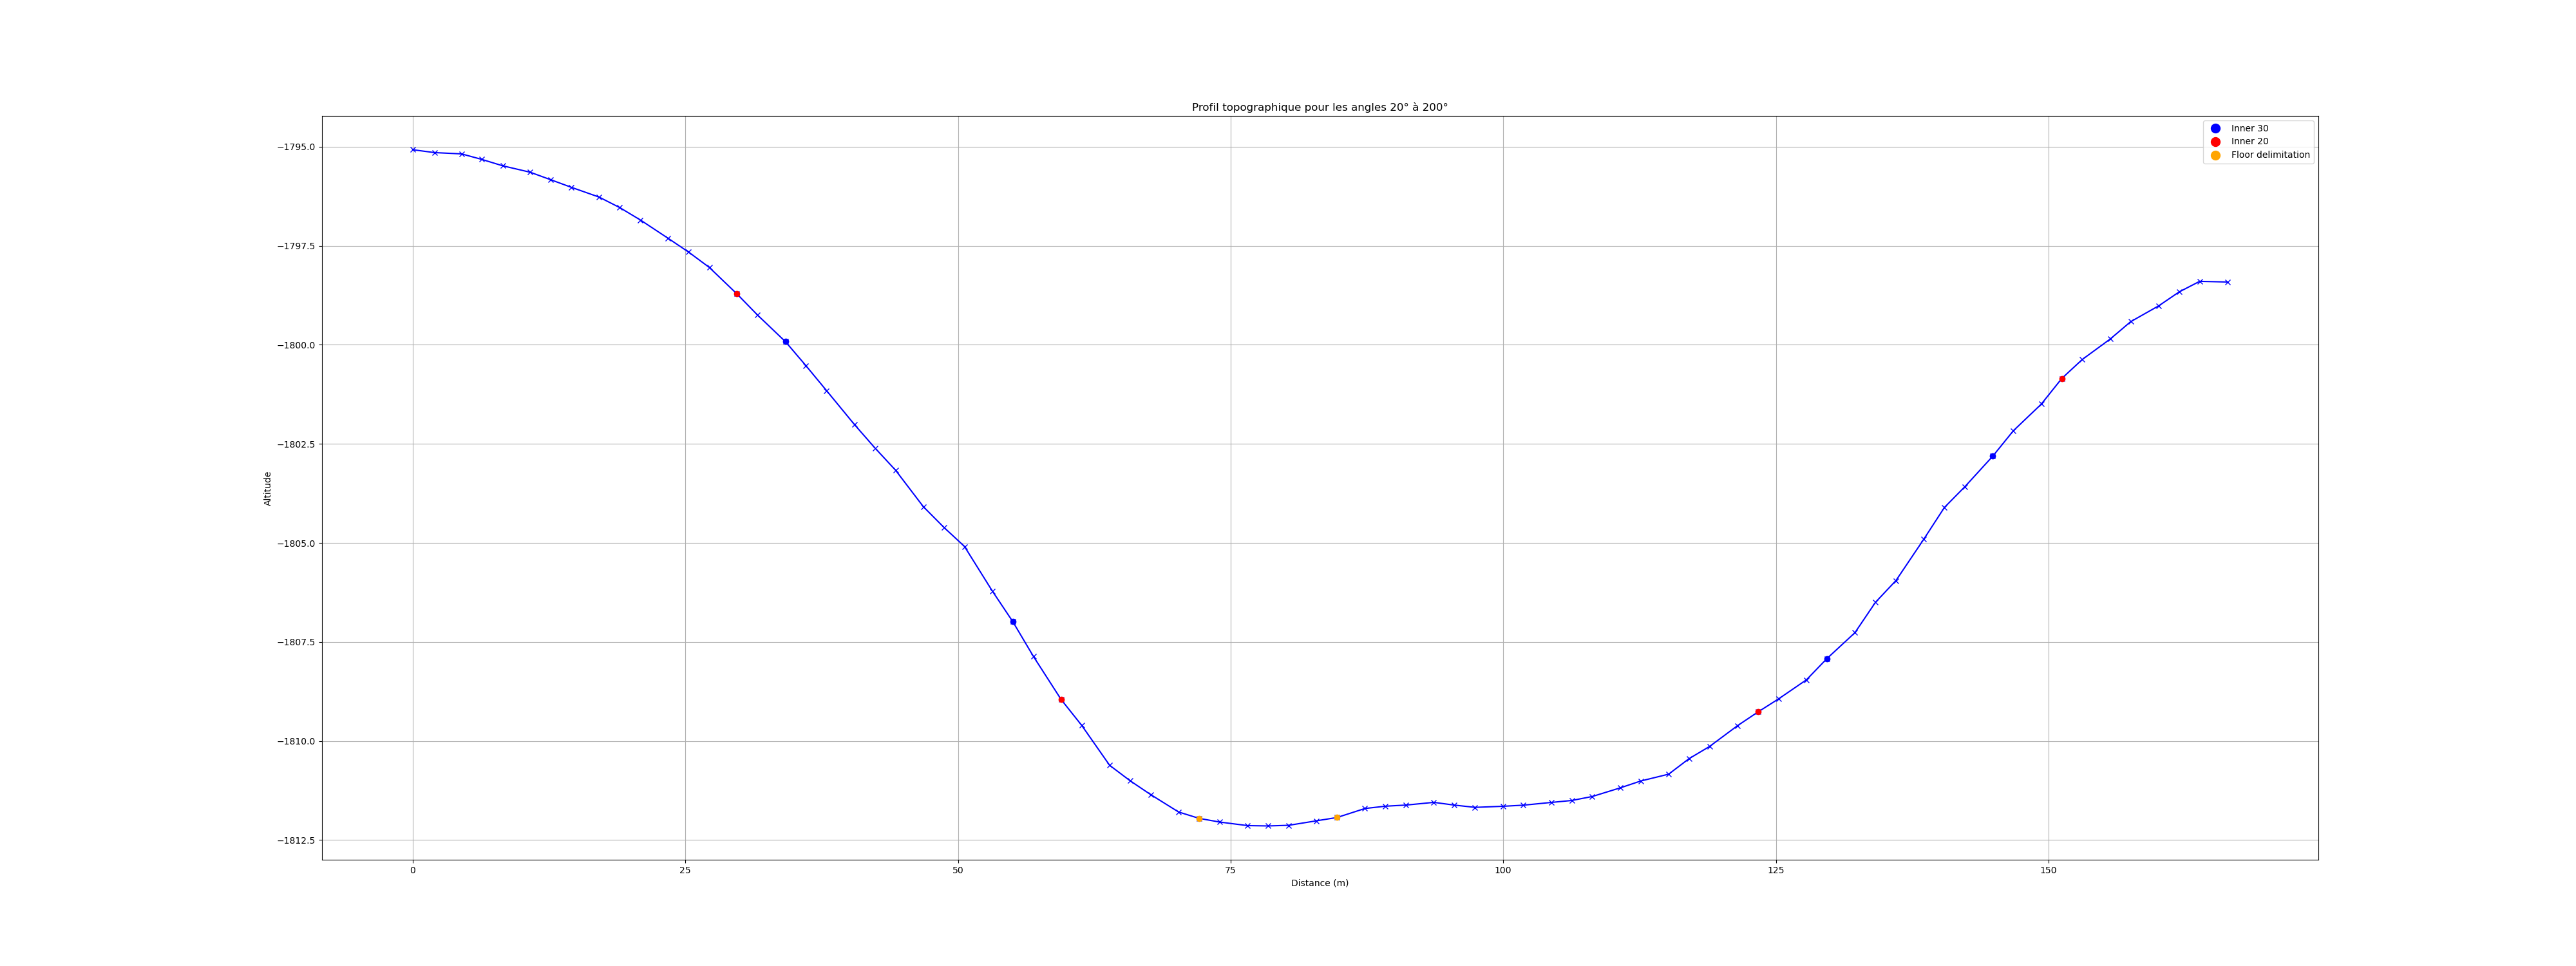 Profil topographique pour les angles 20° à 200°
Inner 30
Inner 20
Floor delimitation
−1795.0
−1797.5
−1800.0
−1802.5
−1805.0
−1807.5
−1810.0
−1812.5
Altitude
0 25 50 75 100 125 150
Distance (m)